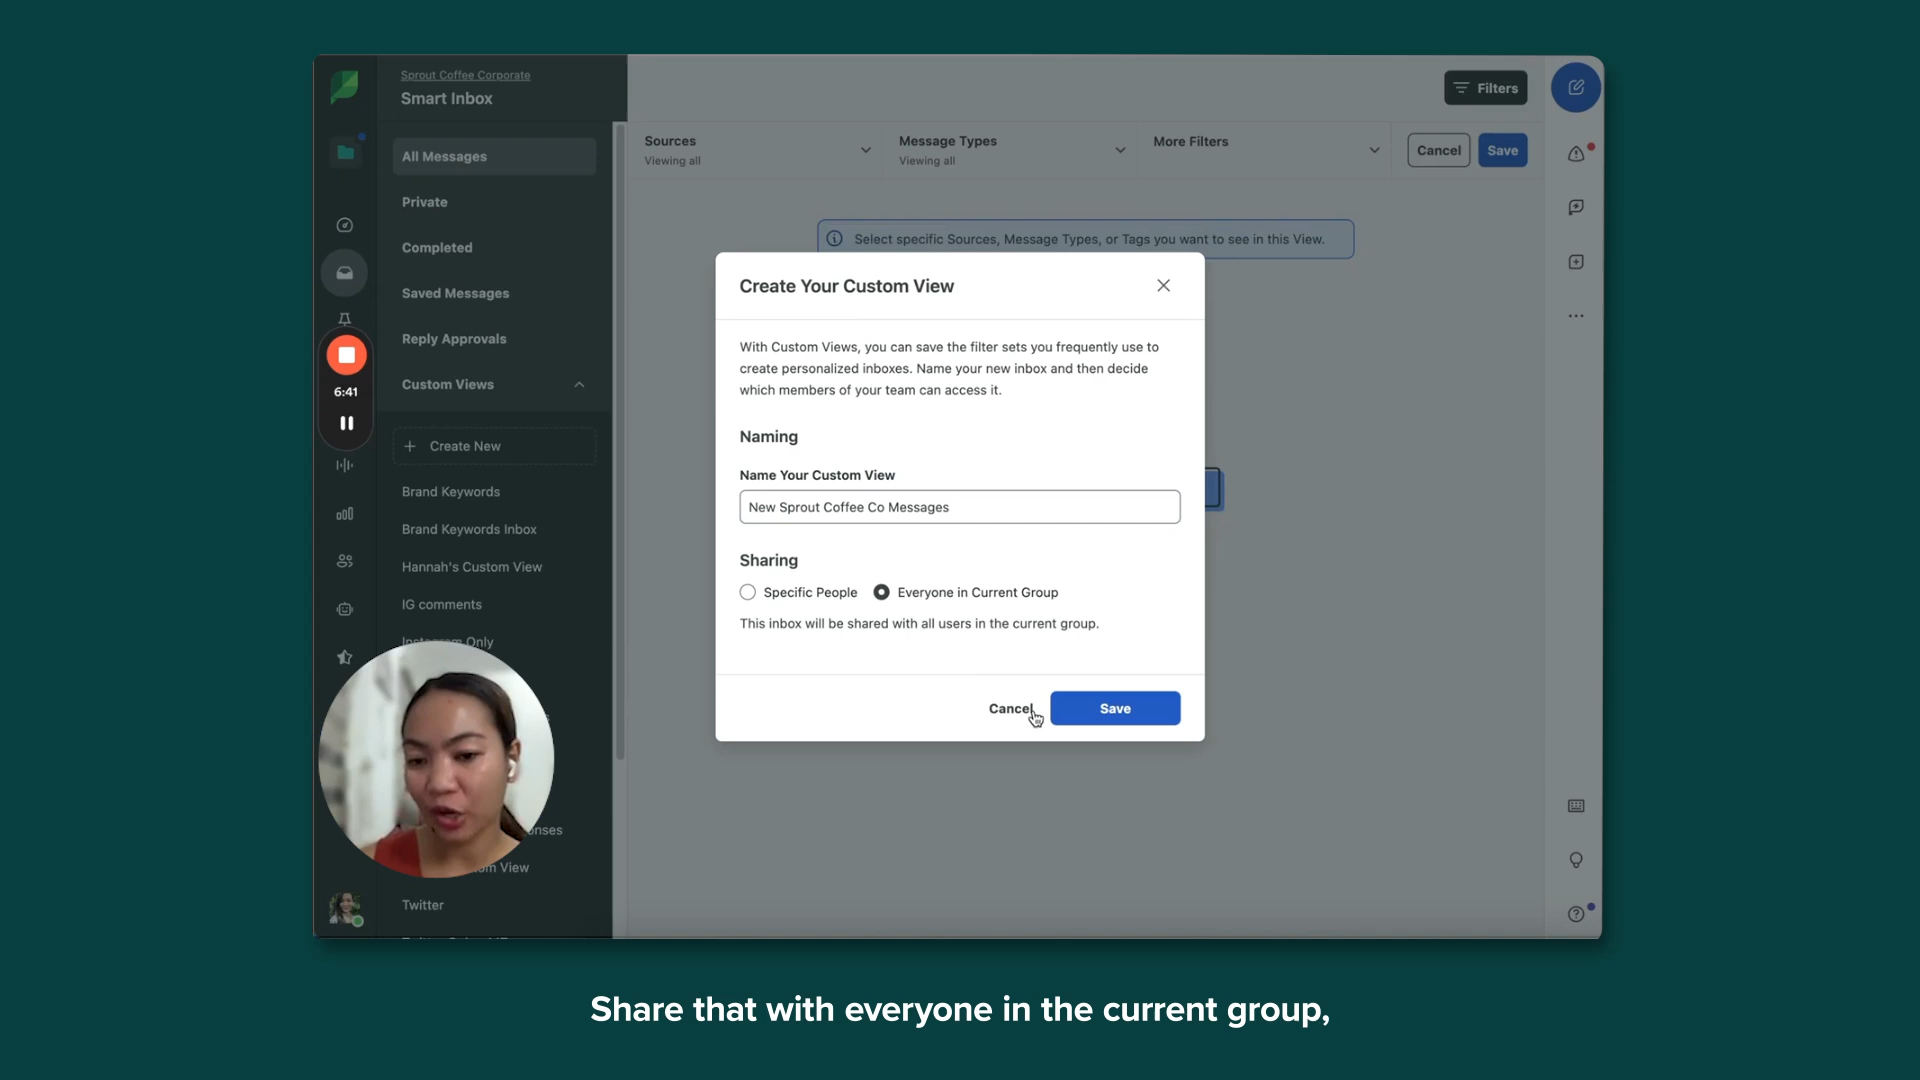 Sprout Coffee Corporate
Smart Inbox
Filters
All Messages
Private
Completed
Saved Messages
Reply Approvals
Custom Views
Create New
Brand Keywords
Brand Keywords Inbox
Hannah's Custom View
IG comments
Instagram Only
onses
om View
Twitter
6:41
Sources
Viewing all
Message Types
Viewing all
More Filters
Cancel
Save
Select specific Sources, Message Types, or Tags you want to see in this View.
Create Your Custom View
With Custom Views, you can save the filter sets you frequently use to
create personalized inboxes. Name your new inbox and then decide
which members of your team can access it.
Naming
Name Your Custom View
New Sprout Coffee Co Messages
Sharing
Specific People
Everyone in Current Group
This inbox will be shared with all users in the current group.
Cancel
Save
Share that with everyone in the current group,